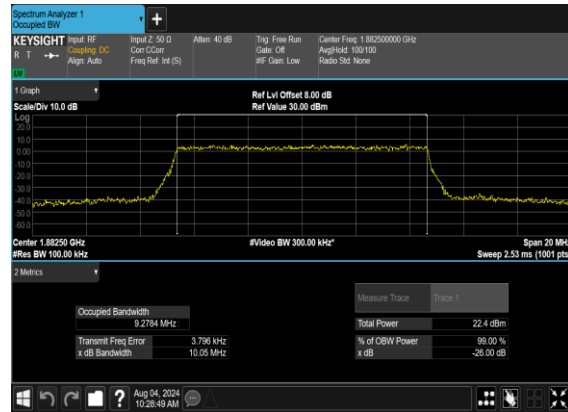 Spectrum Analyzer 1
Occupied BW
+
KEYSIGHT Input: RF Input Z: 50 Ω Atten: 40 dB Trig: Free Run Center Freq: 1.882500000 GHz
R T Coupling: DC Corr CCorr Gate: Off Avg|Hold: 100/100
Align: Auto Freq Ref: Int (S) #IF Gain: Low Radio Std: None
LW
1 Graph
Ref Lvl Offset 8.00 dB
Scale/Div 10.0 dB Ref Value 30.00 dBm
Log
20.0
10.0
0.00
-10.0
-20.0
-30.0
-40.0
-50.0
-60.0
Center 1.88250 GHz #Video BW 300.00 kHz* Span 20 MHz
#Res BW 100.00 kHz Sweep 2.53 ms (1001 pts)
2 Metrics
Measure Trace Trace 1
Occupied Bandwidth
9.2784 MHz Total Power 22.4 dBm
Transmit Freq Error 3.796 kHz % of OBW Power 99.00 %
x dB Bandwidth 10.05 MHz x dB -26.00 dB
? Aug 04, 2024
10:28:49 AM